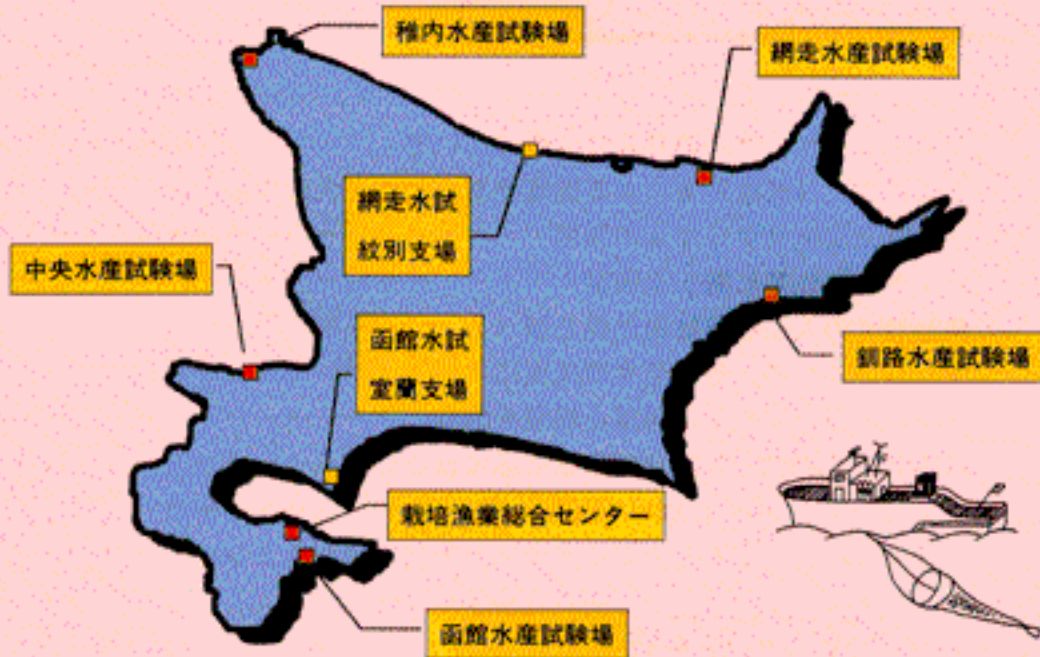 稚内水産試験場
網走水産試験場
網走水試
紋別支場
中央水産試験場
函館水試
室蘭支場
釧路水産試験場
栽培漁業総合センター
函館水産試験場